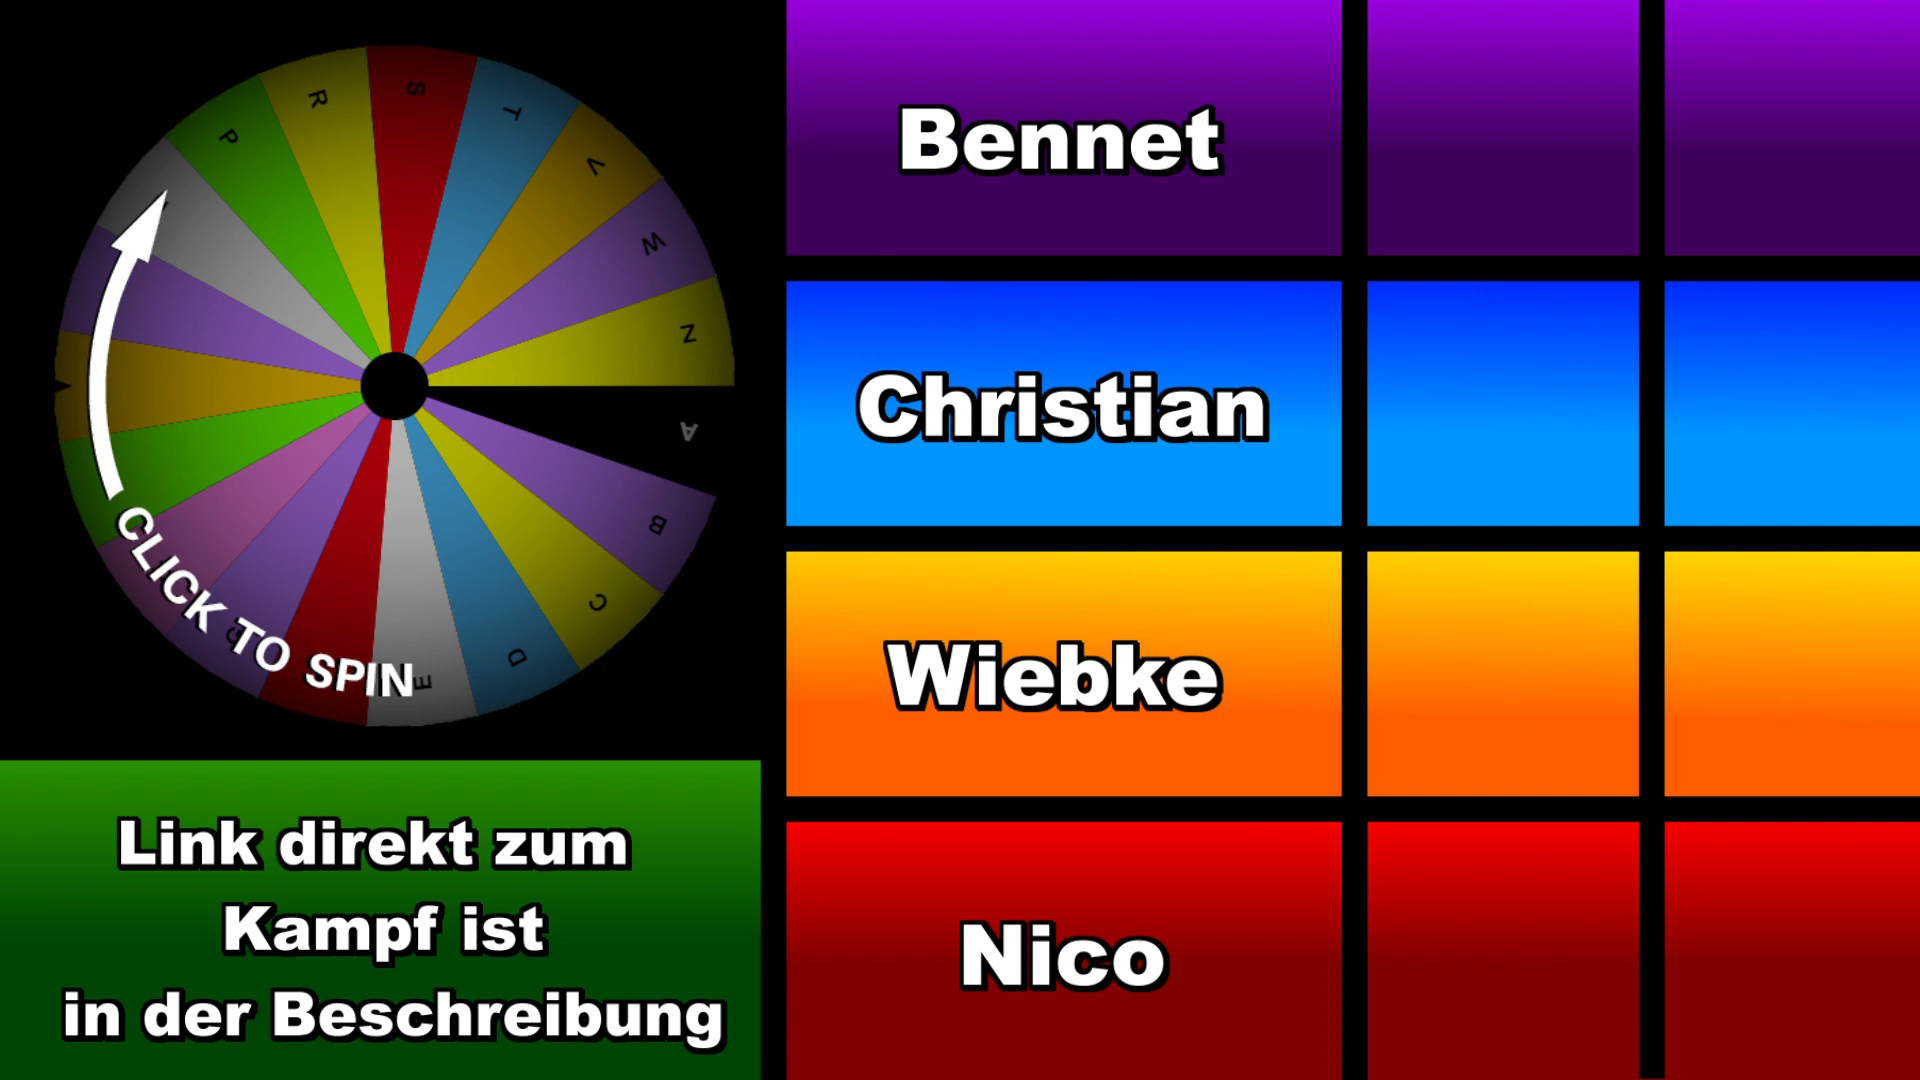 P
R
S
T
V
W
Z
A
B
C
D
E
G
CLICK TO SPIN
Bennet
Christian
Wiebke
Nico
Link direkt zum
Kampf ist
in der Beschreibung